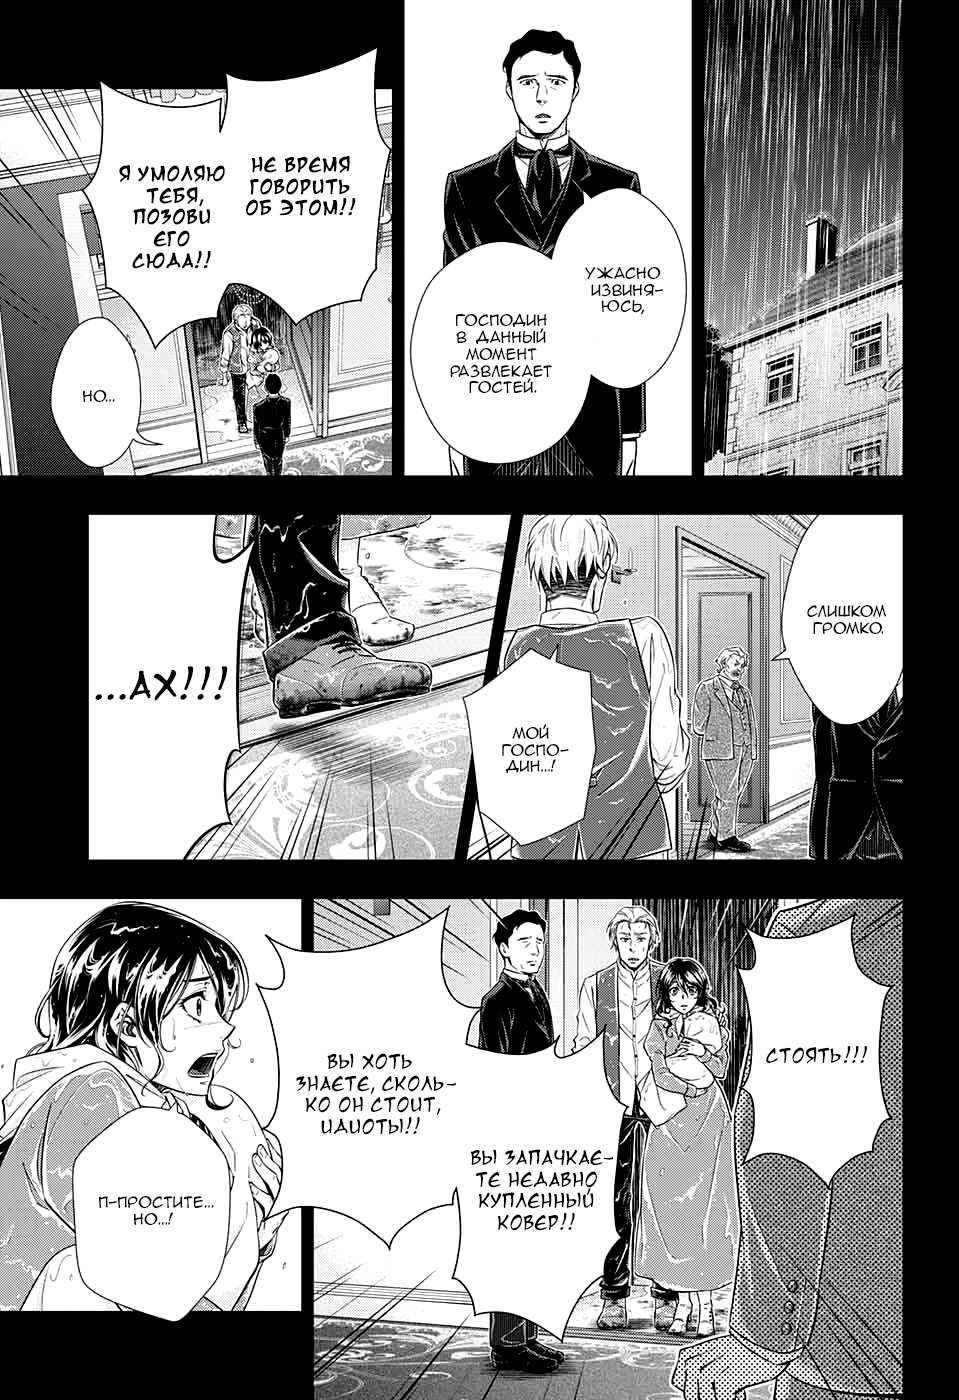 УЖАСНО
ИЗВИНЯ-
ЮСЬ,
ГОСПОДИН
В ДАННЫЙ
МОМЕНТ
РАЗВЛЕКАЕТ
ГОСТЕЙ.
НЕ ВРЕМЯ
ГОВОРИТЬ
ОБ ЭТОМ!!
Я УМОЛЯЮ
ТЕБЯ,
ПОЗОВИ
ЕГО
СЮДА!!
НО...
СЛИШКОМ
ГРОМКО.
МОЙ
ГОСПО-
ДИН...!
...АХ!!!
СТОЯТЬ!!!
ВЫ ЗАПАЧКАЕ-
ТЕ НЕДАВНО
КУПЛЕННЫЙ
КОВЕР!!
ВЫ ХОТЬ
ЗНАЕТЕ, СКОЛЬ-
КО ОН СТОИТ,
ИДИОТЫ!!
П-ПРОСТИТЕ...
НО...!